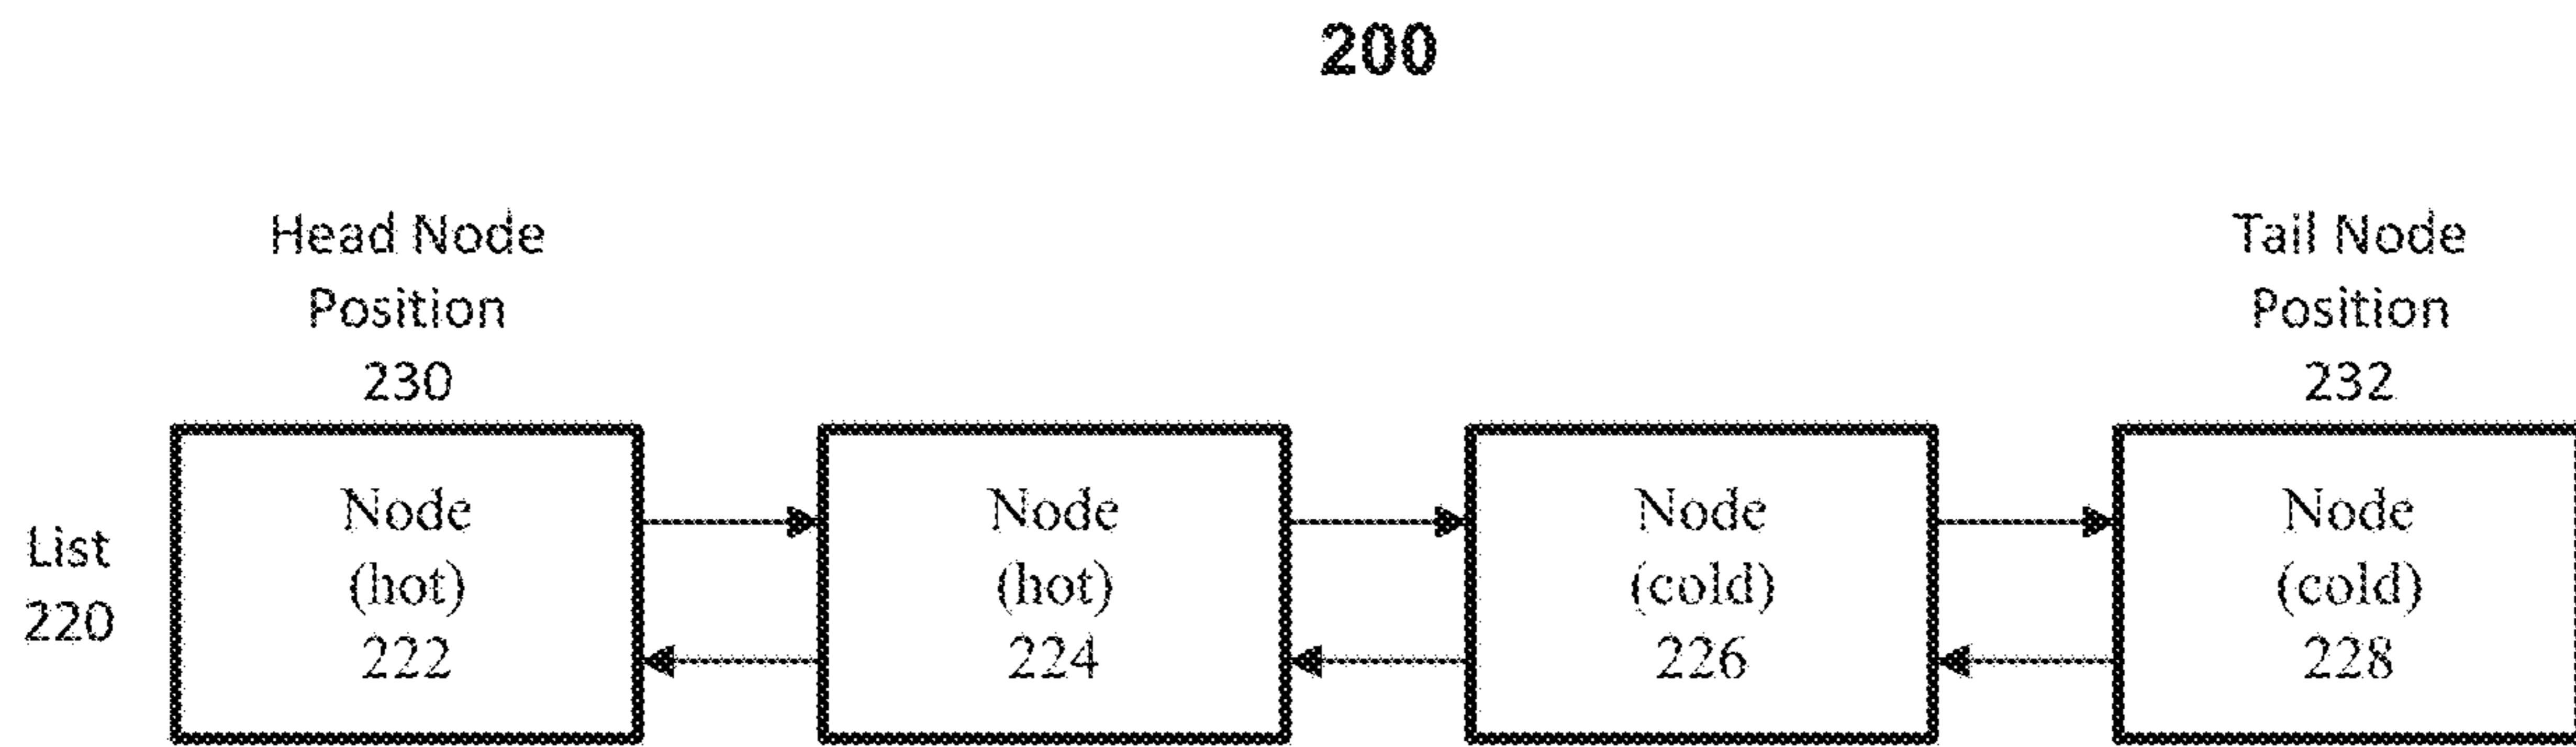 200
Head Node
Position
230
Tail Node
Position
232
List
220
Node
(hot)
222
Node
(hot)
224
Node
(cold)
226
Node
(cold)
228